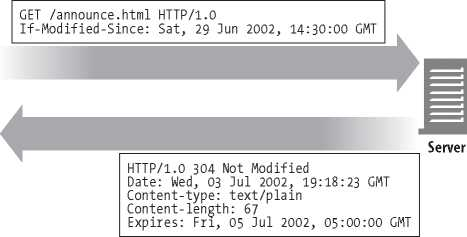 GET /announce.html HTTP/1.0
If-Modified-Since: Sat, 29 Jun 2002, 14:30:00 GMT
Server
HTTP/1.0 304 Not Modified
Date: Wed, 03 Jul 2002, 19:18:23 GMT
Content-type: text/plain
Content-length: 67
Expires: Fri, 05 Jul 2002, 05:00:00 GMT